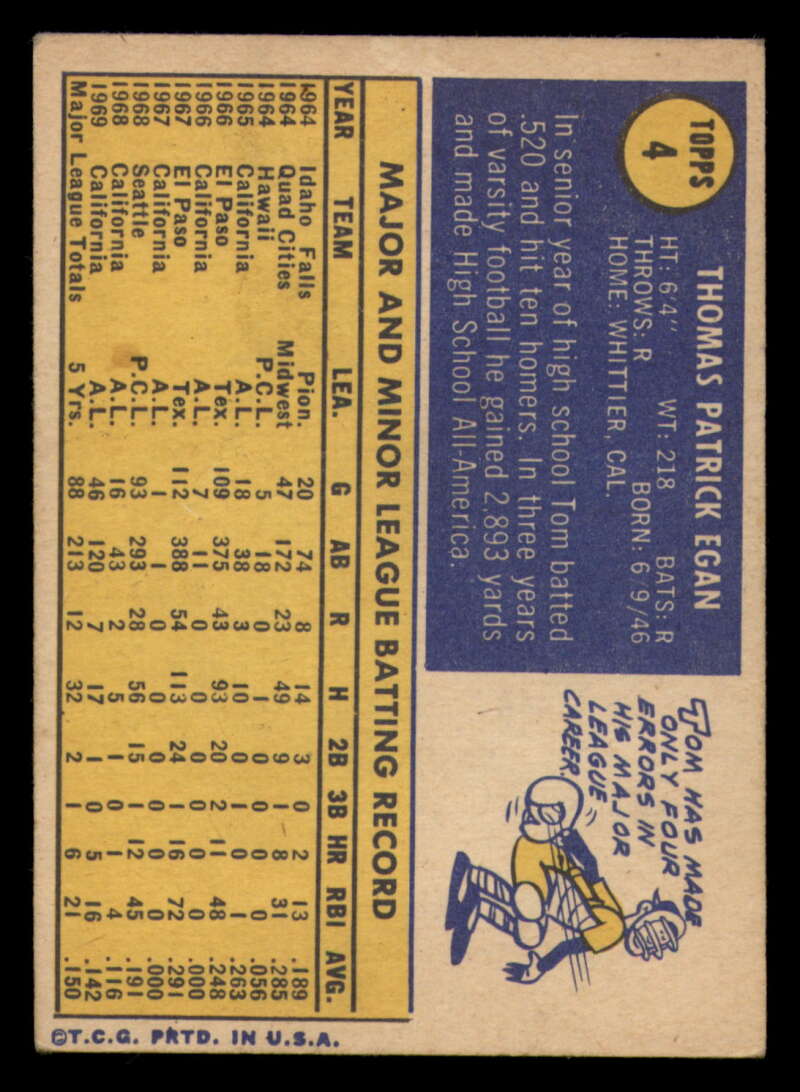 TOPPS
4
THOMAS PATRICK EGAN
HT: 6'4" WT: 218 BATS: R
THROWS: R BORN: 6/9/46
HOME: WHITTIER, CAL.
In senior year of high school Tom batted
.520 and hit ten homers. In three years
of varsity football he gained 2,893 yards
and made High School All-America.
TOM HAS MADE
ONLY FOUR
ERRORS IN
HIS MAJOR
LEAGUE
CAREER.
MAJOR AND MINOR LEAGUE BATTING RECORD
YEAR TEAM LEA. G AB R H 2B 3B HR RBI AVG.
1964 Idaho Falls Pion. 20 74 8 14 3 0 2 13 .189
1964 Quad Cities Midwest 47 172 23 49 9 1 8 31 .285
1964 Hawaii P.C.L. 5 18 0 1 0 0 0 0 .056
1965 California A.L. 18 38 3 10 0 1 0 1 .263
1966 El Paso Tex. 109 375 43 93 20 2 11 48 .248
1966 California A.L. 7 11 0 0 0 0 0 0 .000
1967 El Paso Tex. 112 388 54 113 24 1 16 72 .291
1967 California A.L. 1 1 0 0 0 0 0 0 .000
1968 Seattle P.C.L. 93 293 28 56 15 1 12 45 .191
1968 California A.L. 16 43 2 5 1 0 1 4 .116
1969 California A.L. 46 120 7 17 1 0 5 16 .142
Major League Totals 5 Yrs. 88 213 12 32 2 1 6 21 .150
©T.C.G. PRTD. IN U.S.A.